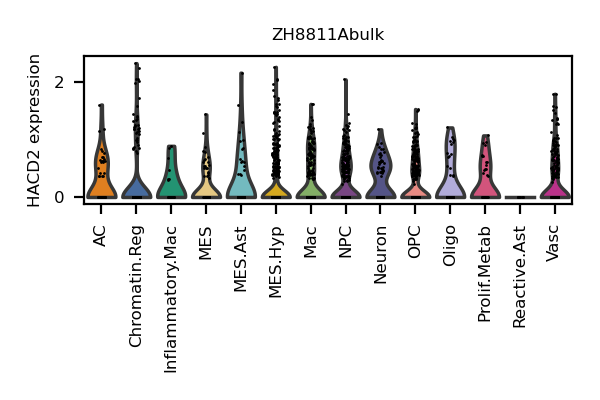 ZH8811Abulk
HACD2 expression
2
0
AC
Chromatin.Reg
Inflammatory.Mac
MES
MES.Ast
MES.Hyp
Mac
NPC
Neuron
OPC
Oligo
Prolif.Metab
Reactive.Ast
Vasc